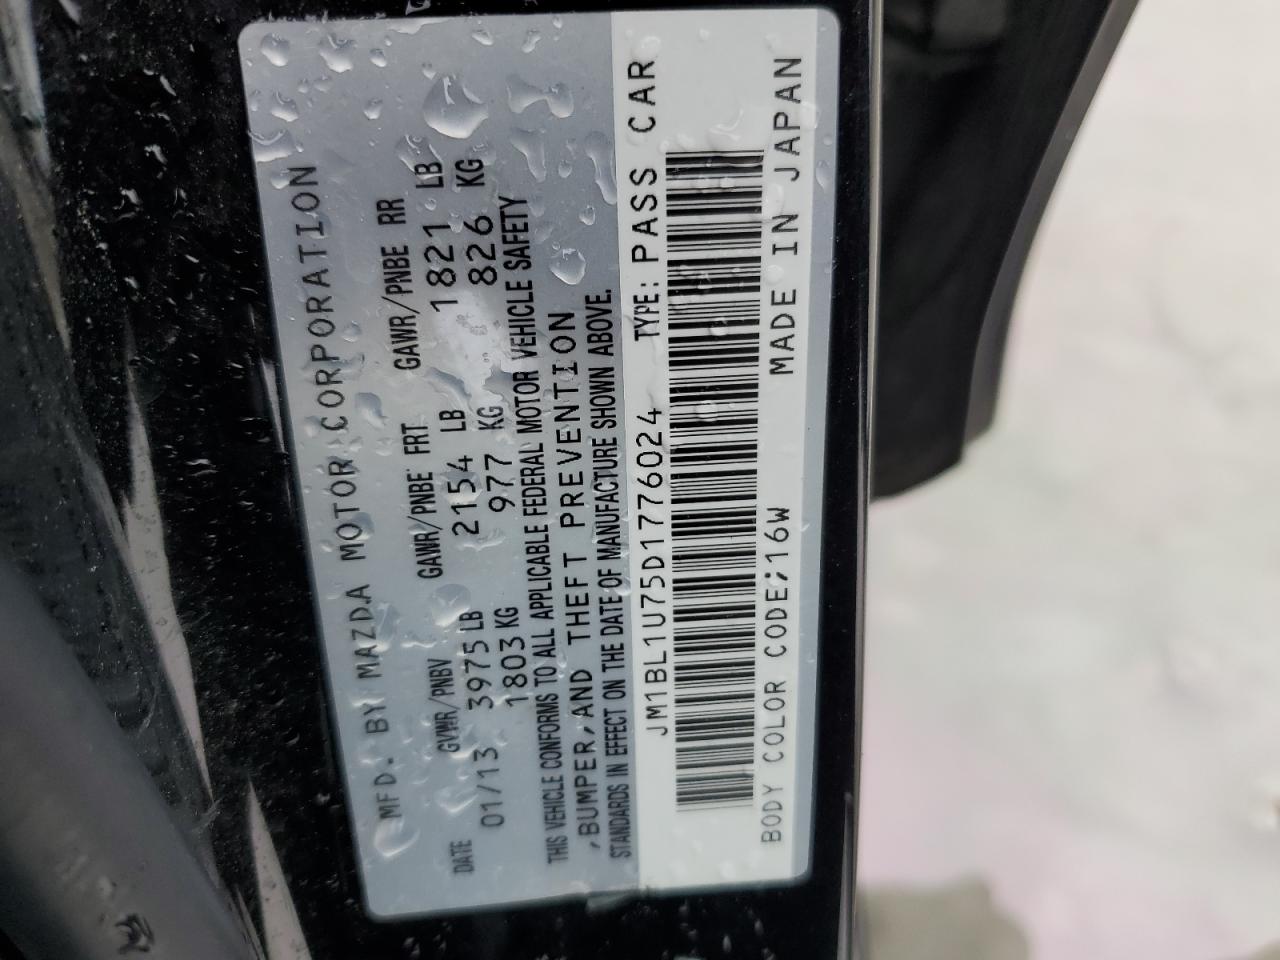 MFD. BY MAZDA MOTOR CORPORATION
DATE GVWR/PNBV GAWR/PNBE FRT GAWR/PNBE RR
01/13 3975 LB 2154 LB 1821 LB
1803 KG 977 KG 826 KG
THIS VEHICLE CONFORMS TO ALL APPLICABLE FEDERAL MOTOR VEHICLE SAFETY
,BUMPER,AND THEFT PREVENTION
STANDARDS IN EFFECT ON THE DATE OF MANUFACTURE SHOWN ABOVE.
JM1BL1U75D1776024 TYPE: PASS CAR
BODY COLOR CODE;16W MADE IN JAPAN